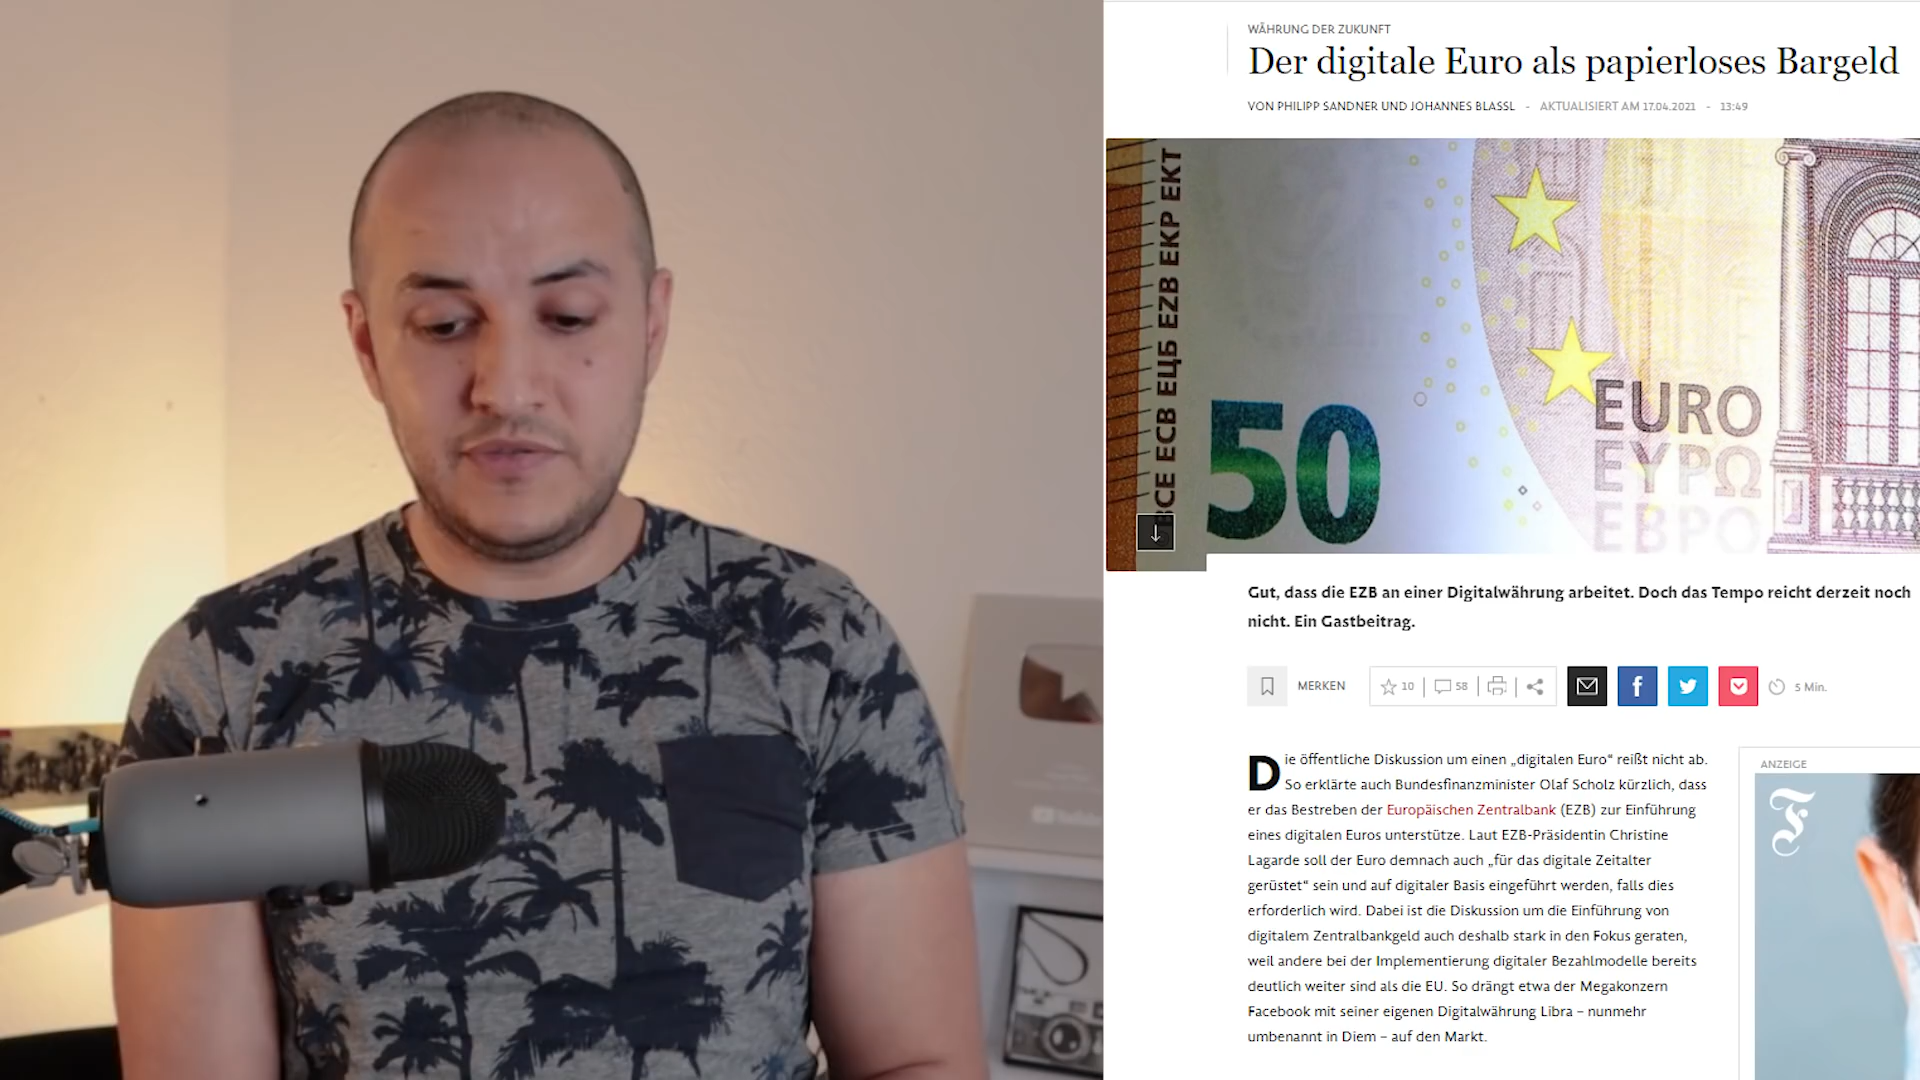 WÄHRUNG DER ZUKUNFT
Der digitale Euro als papierloses Bargeld
VON PHILIPP SANDNER UND JOHANNES BLASSL - AKTUALISIERT AM 17.04.2021 - 13:49
BCE ECB ЕЦБ EZB EKP EKT
50
EURO
ΕΥΡΩ
ЕВРО
Gut, dass die EZB an einer Digitalwährung arbeitet. Doch das Tempo reicht derzeit noch
nicht. Ein Gastbeitrag.
MERKEN
10
58
5 Min.
Die öffentliche Diskussion um einen „digitalen Euro“ reißt nicht ab.
So erklärte auch Bundesfinanzminister Olaf Scholz kürzlich, dass
er das Bestreben der Europäischen Zentralbank (EZB) zur Einführung
eines digitalen Euros unterstütze. Laut EZB-Präsidentin Christine
Lagarde soll der Euro demnach auch „für das digitale Zeitalter
gerüstet“ sein und auf digitaler Basis eingeführt werden, falls dies
erforderlich wird. Dabei ist die Diskussion um die Einführung von
digitalem Zentralbankgeld auch deshalb stark in den Fokus geraten,
weil andere bei der Implementierung digitaler Bezahlmodelle bereits
deutlich weiter sind als die EU. So drängt etwa der Megakonzern
Facebook mit seiner eigenen Digitalwährung Libra – nunmehr
umbenannt in Diem – auf den Markt.
ANZEIGE
F